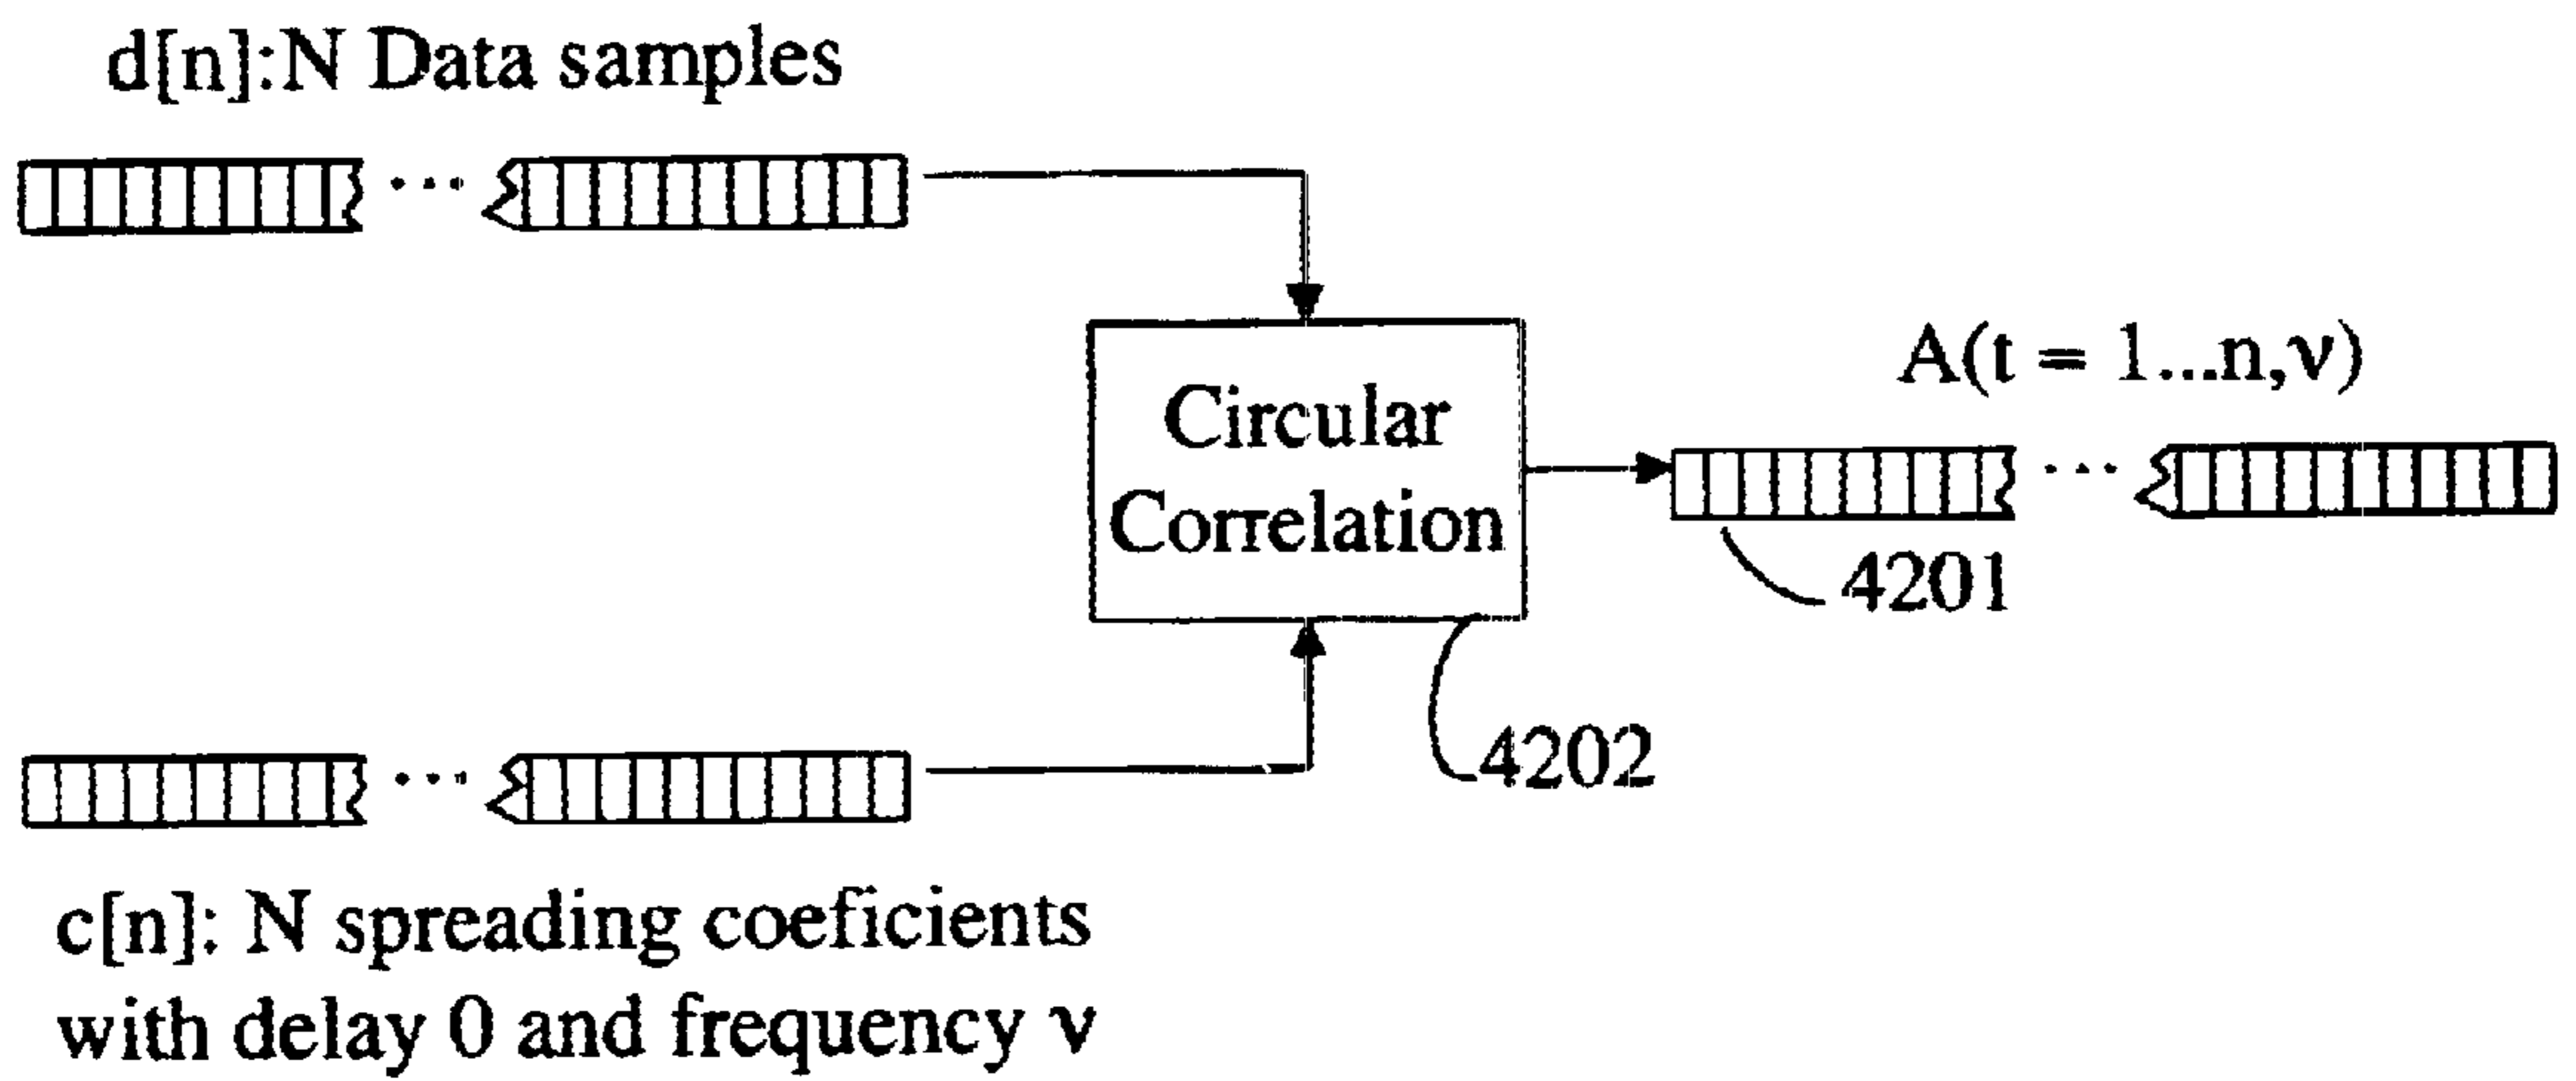 d[n]:N Data samples
A(t = 1...n,ν)
Circular
Correlation
4201
4202
c[n]: N spreading coeficients
with delay 0 and frequency ν